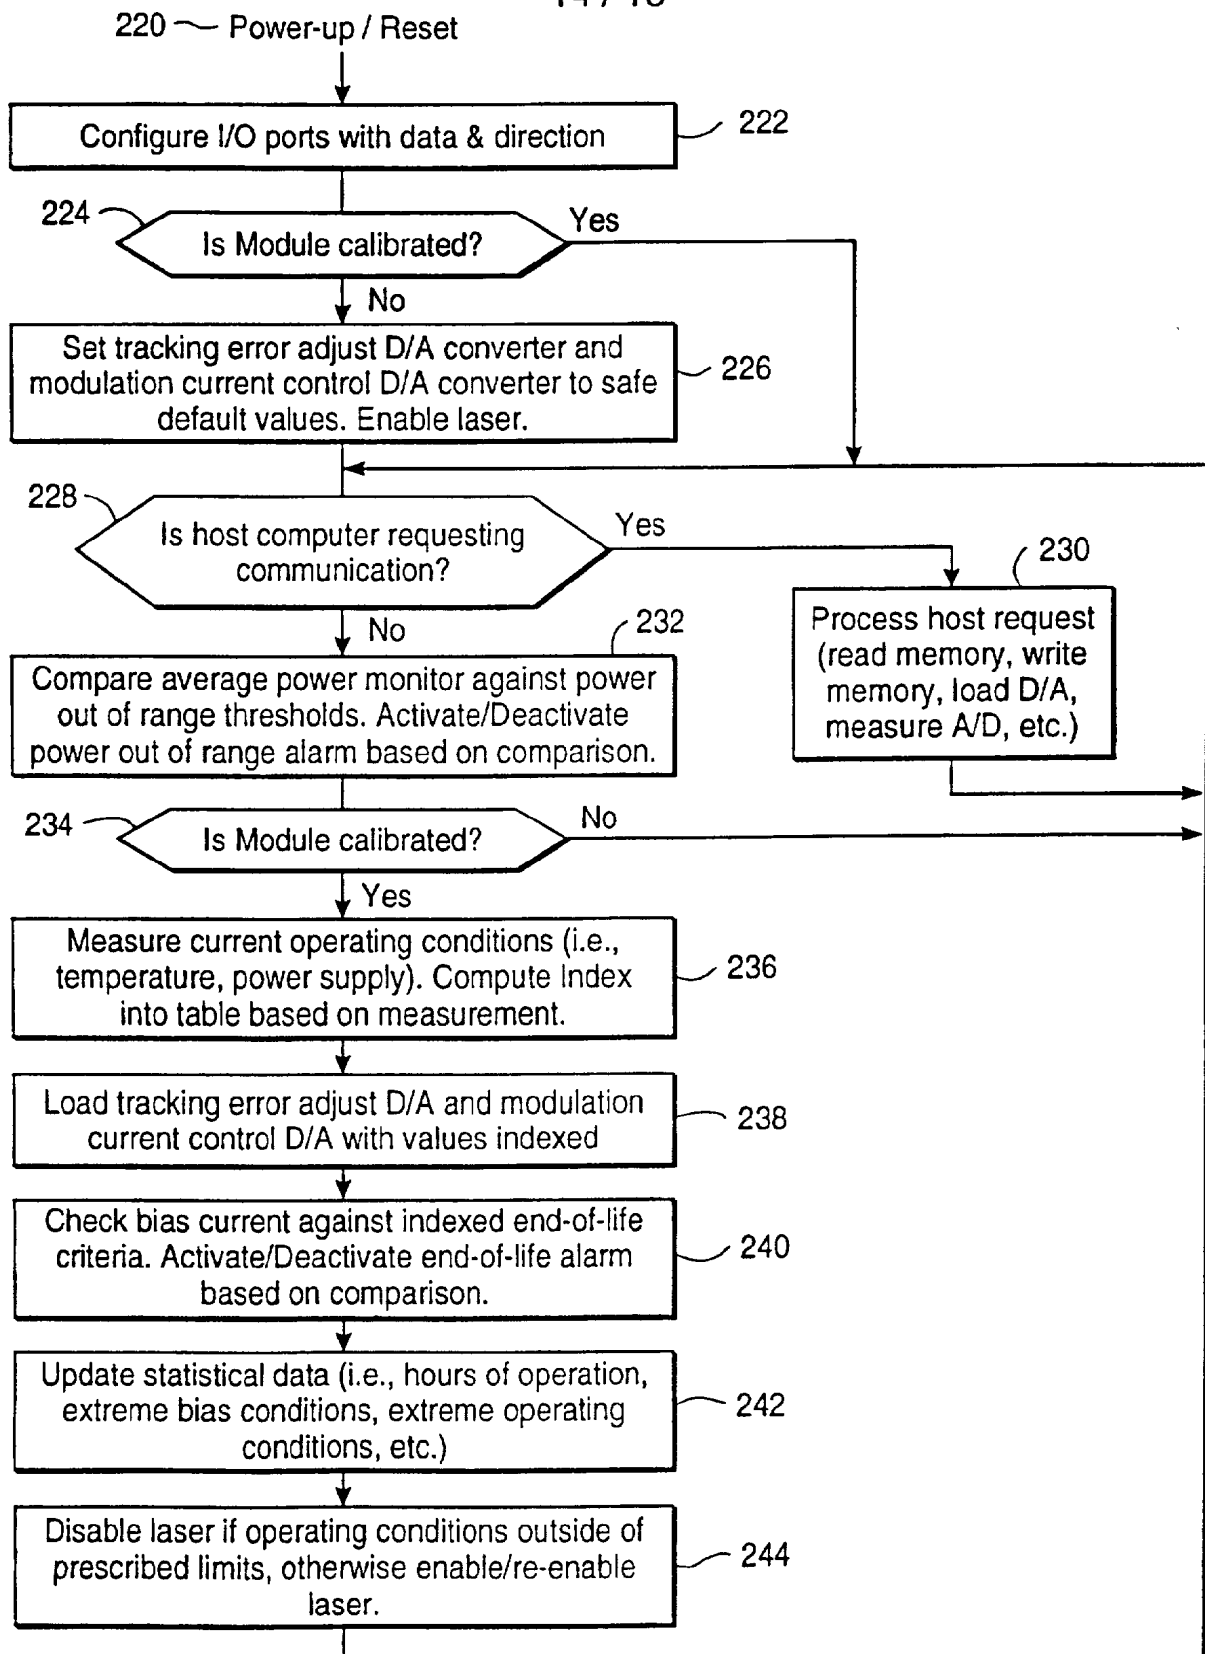 220 Power-up / Reset
Configure I/O ports with data & direction
222
224
Is Module calibrated?
Yes
No
Set tracking error adjust D/A converter and
modulation current control D/A converter to safe
default values. Enable laser.
226
228
Is host computer requesting
communication?
Yes
230
Process host request
(read memory, write
memory, load D/A,
measure A/D, etc.)
No
232
Compare average power monitor against power
out of range thresholds. Activate/Deactivate
power out of range alarm based on comparison.
234
Is Module calibrated?
No
Yes
Measure current operating conditions (i.e.,
temperature, power supply). Compute Index
into table based on measurement.
236
Load tracking error adjust D/A and modulation
current control D/A with values indexed
238
Check bias current against indexed end-of-life
criteria. Activate/Deactivate end-of-life alarm
based on comparison.
240
Update statistical data (i.e., hours of operation,
extreme bias conditions, extreme operating
conditions, etc.)
242
Disable laser if operating conditions outside of
prescribed limits, otherwise enable/re-enable
laser.
244